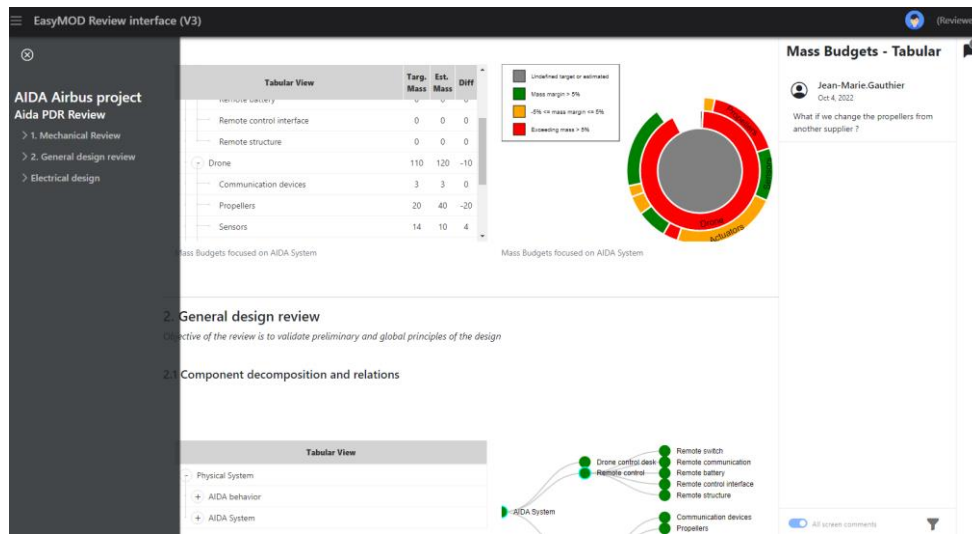 EasyMOD Review interface (V3)
(Reviewe
AIDA Airbus project
Aida PDR Review
1. Mechanical Review
2. General design review
Electrical design
Tabular View Targ. Mass Est. Mass Diff
Remote battery 0 0 0
Remote control interface 0 0 0
Remote structure 0 0 0
Drone 110 120 -10
Communication devices 3 3 0
Propellers 20 40 -20
Sensors 14 10 4
Mass Budgets focused on AIDA System
Undefined target or estimated
Mass margin > 5%
-5% <= mass margin <= 5%
Exceeding mass > 5%
Propellers
Sensors
Drone
Actuators
Mass Budgets focused on AIDA System
Mass Budgets - Tabular
Jean-Marie.Gauthier
Oct 4, 2022
What if we change the propellers from
another supplier ?
2. General design review
Objective of the review is to validate preliminary and global principles of the design
2.1 Component decomposition and relations
Tabular View
Physical System
AIDA behavior
AIDA System
AIDA System
Drone control desk
Remote control
Remote switch
Remote communication
Remote battery
Remote control interface
Remote structure
Communication devices
Propellers
All screen comments